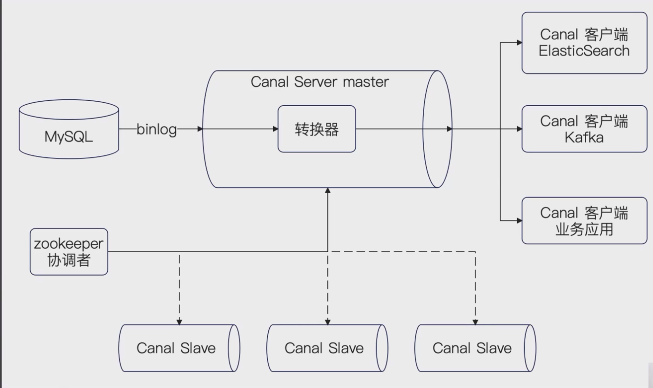 Canal 客户端
ElasticSearch
Canal Server master
MySQL
binlog
转换器
Canal 客户端
Kafka
Canal 客户端
业务应用
zookeeper
协调者
Canal Slave
Canal Slave
Canal Slave